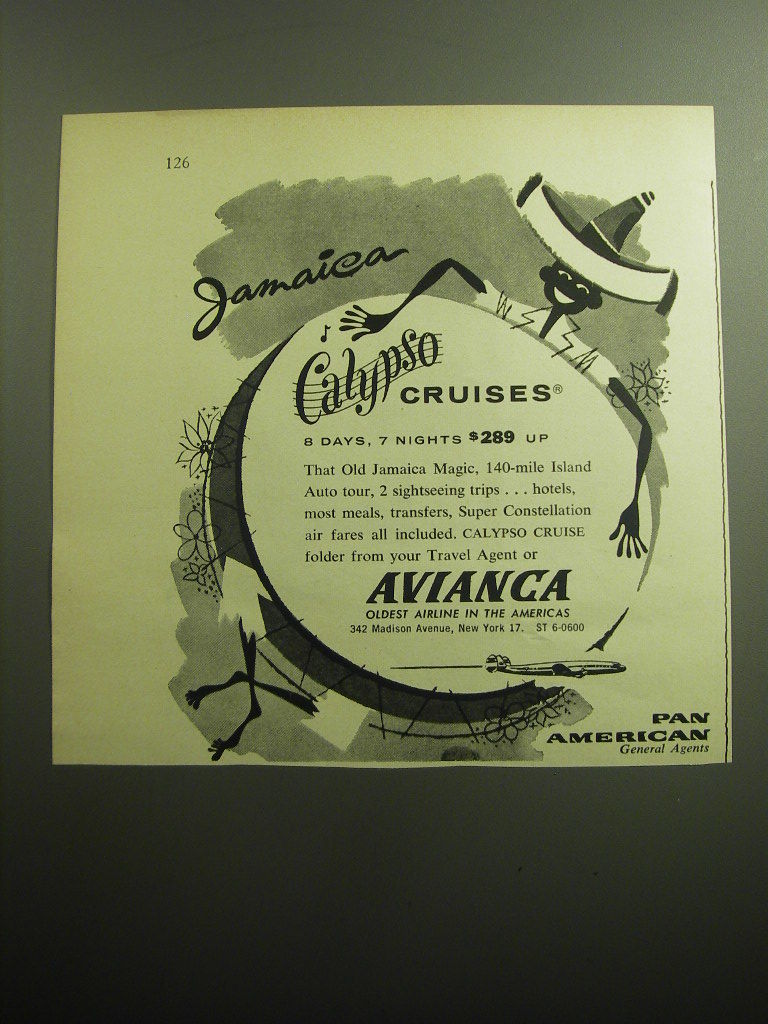 126
Jamaica
Calypso
CRUISES®
8 DAYS, 7 NIGHTS $289 UP
That Old Jamaica Magic, 140-mile Island
Auto tour, 2 sightseeing trips . . . hotels,
most meals, transfers, Super Constellation
air fares all included. CALYPSO CRUISE
folder from your Travel Agent or
AVIANCA
OLDEST AIRLINE IN THE AMERICAS
342 Madison Avenue, New York 17. ST 6-0600
PAN
AMERICAN
General Agents